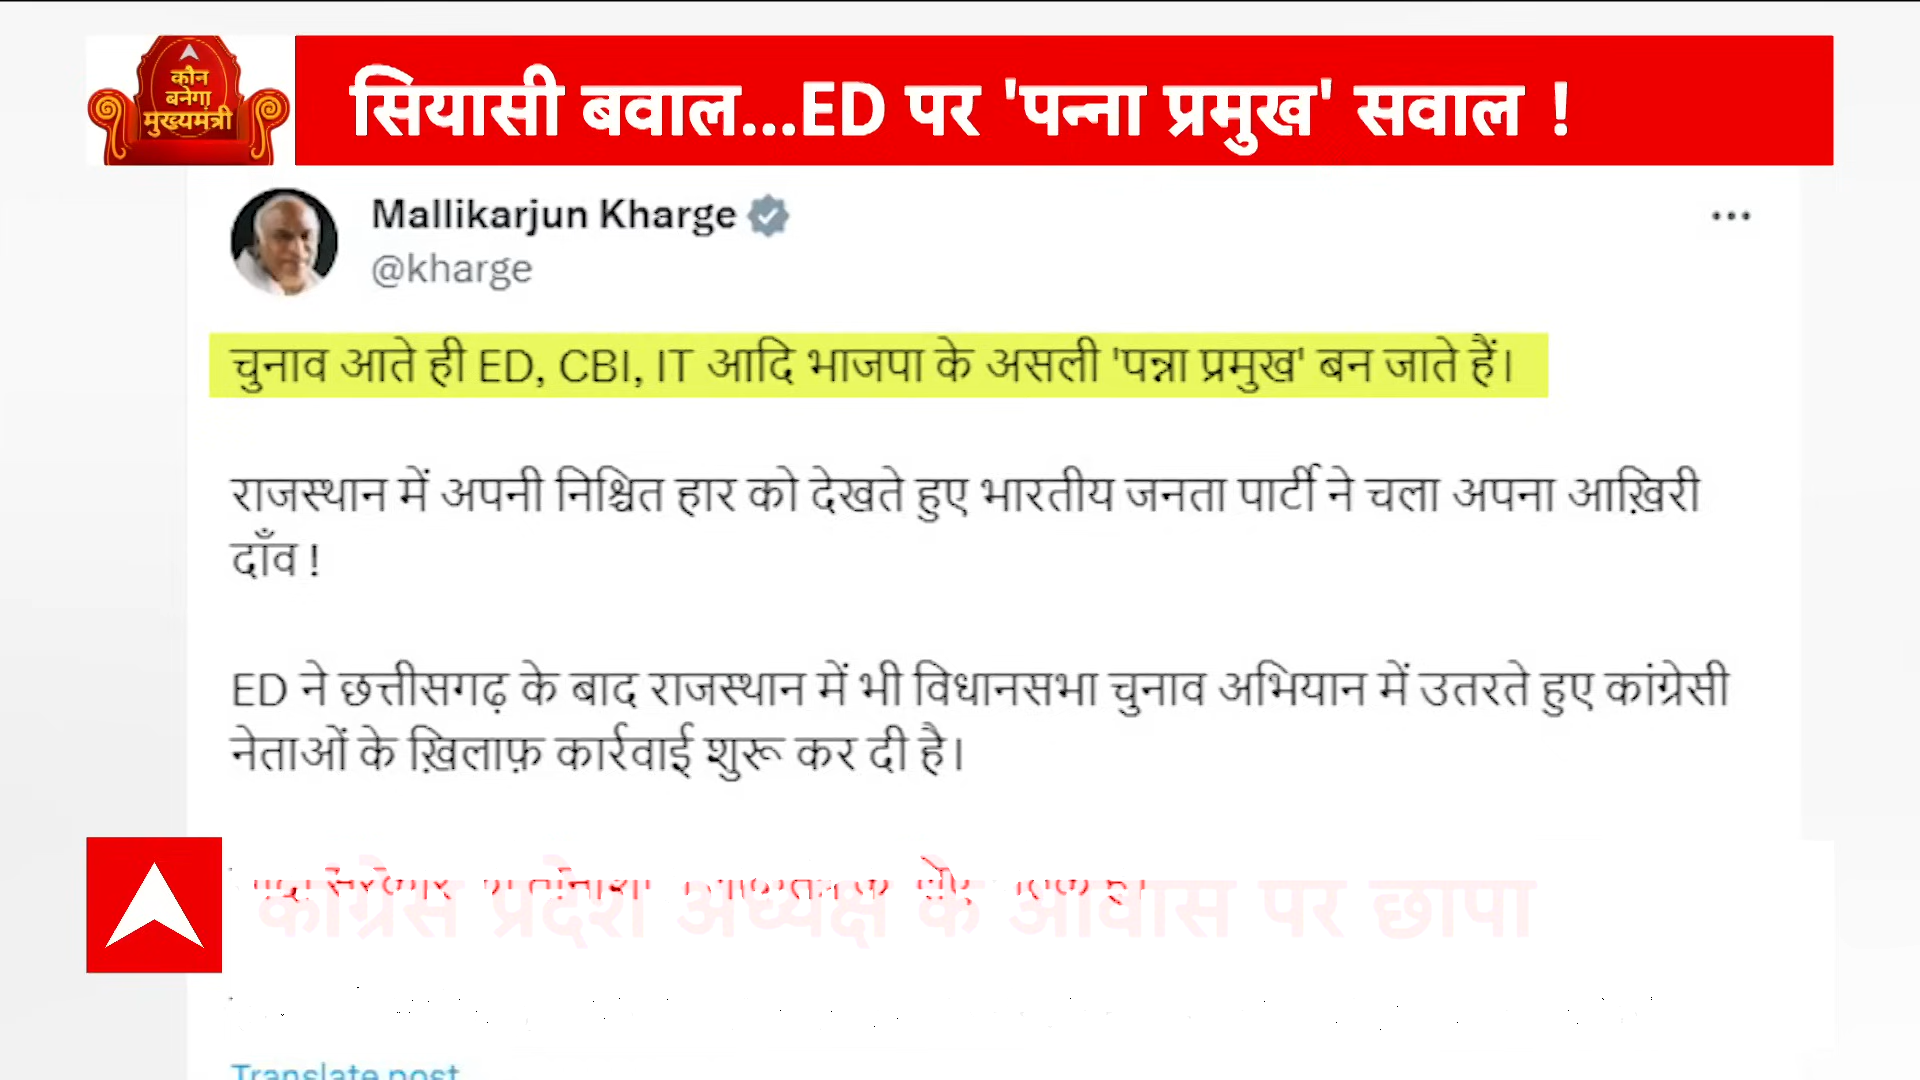 कौन
बनेगा
मुख्यमंत्री
सियासी बवाल...ED पर 'पन्ना प्रमुख' सवाल !
Mallikarjun Kharge
@kharge
चुनाव आते ही ED, CBI, IT आदि भाजपा के असली 'पन्ना प्रमुख' बन जाते हैं।
राजस्थान में अपनी निश्चित हार को देखते हुए भारतीय जनता पार्टी ने चला अपना आख़िरी
दाँव !
ED ने छत्तीसगढ़ के बाद राजस्थान में भी विधानसभा चुनाव अभियान में उतरते हुए कांग्रेसी
नेताओं के ख़िलाफ़ कार्रवाई शुरू कर दी है।
कांग्रेस प्रदेश अध्यक्ष के आवास पर छापा
Translate post